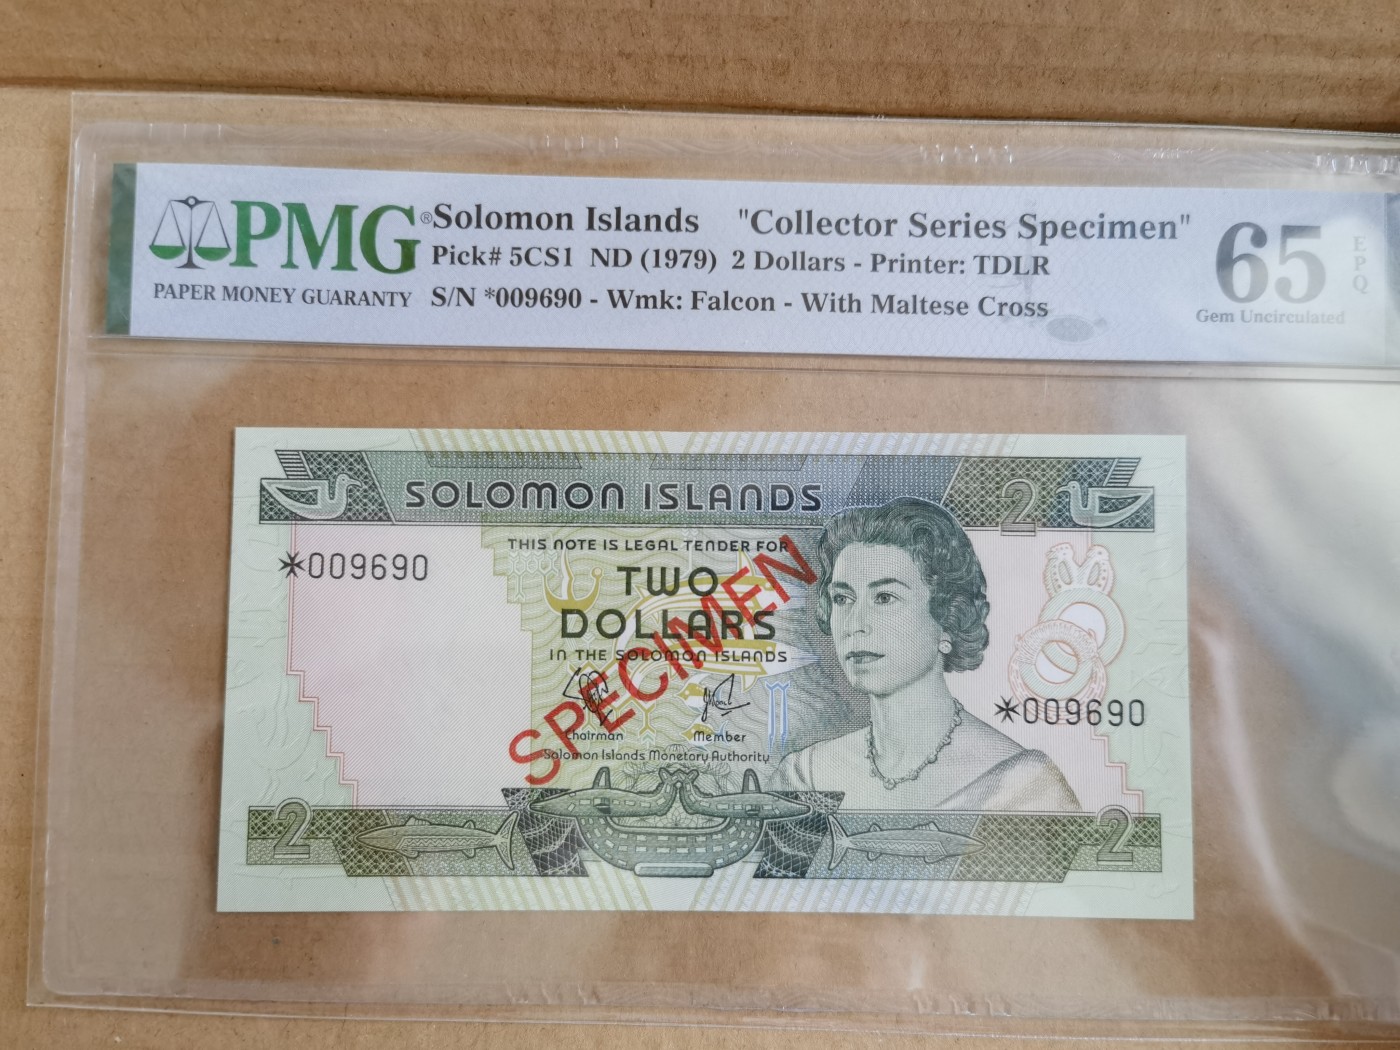 PMG®
PAPER MONEY GUARANTY
Solomon Islands "Collector Series Specimen"
Pick# 5CS1 ND (1979) 2 Dollars - Printer: TDLR
S/N *009690 - Wmk: Falcon - With Maltese Cross
65
EPQ
Gem Uncirculated
SOLOMON ISLANDS
2
*009690
THIS NOTE IS LEGAL TENDER FOR
TWO
DOLLARS
IN THE SOLOMON ISLANDS
SPECIMEN
Chairman Member
Solomon Islands Monetary Authority
*009690
2
2